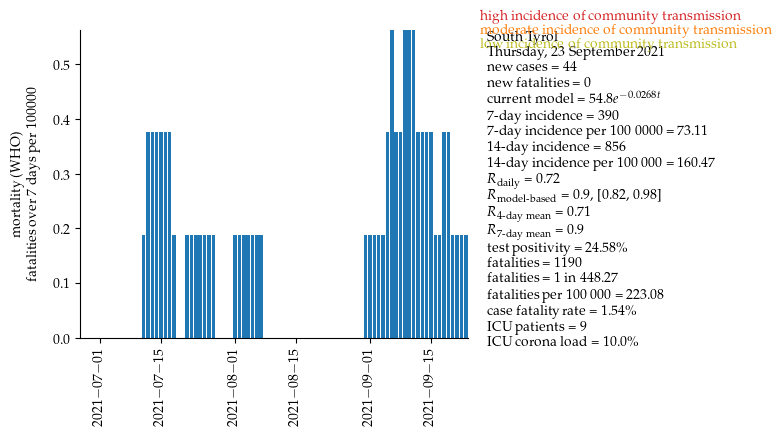 high incidence of community transmission
moderate incidence of community transmission
low incidence of community transmission
South Tyrol
Thursday, 23 September 2021
new cases = 44
new fatalities = 0
current model = 54.8e^{-0.0268t}
7-day incidence = 390
7-day incidence per 100 0000 = 73.11
14-day incidence = 856
14-day incidence per 100 000 = 160.47
R_daily = 0.72
R_model-based = 0.9, [0.82, 0.98]
R_4-day mean = 0.71
R_7-day mean = 0.9
test positivity = 24.58%
fatalities = 1190
fatalities = 1 in 448.27
fatalities per 100 000 = 223.08
case fatality rate = 1.54%
ICU patients = 9
ICU corona load = 10.0%
mortality (WHO)
fatalities over 7 days per 100000
0.5
0.4
0.3
0.2
0.1
0.0
2021−07−01
2021−07−15
2021−08−01
2021−08−15
2021−09−01
2021−09−15